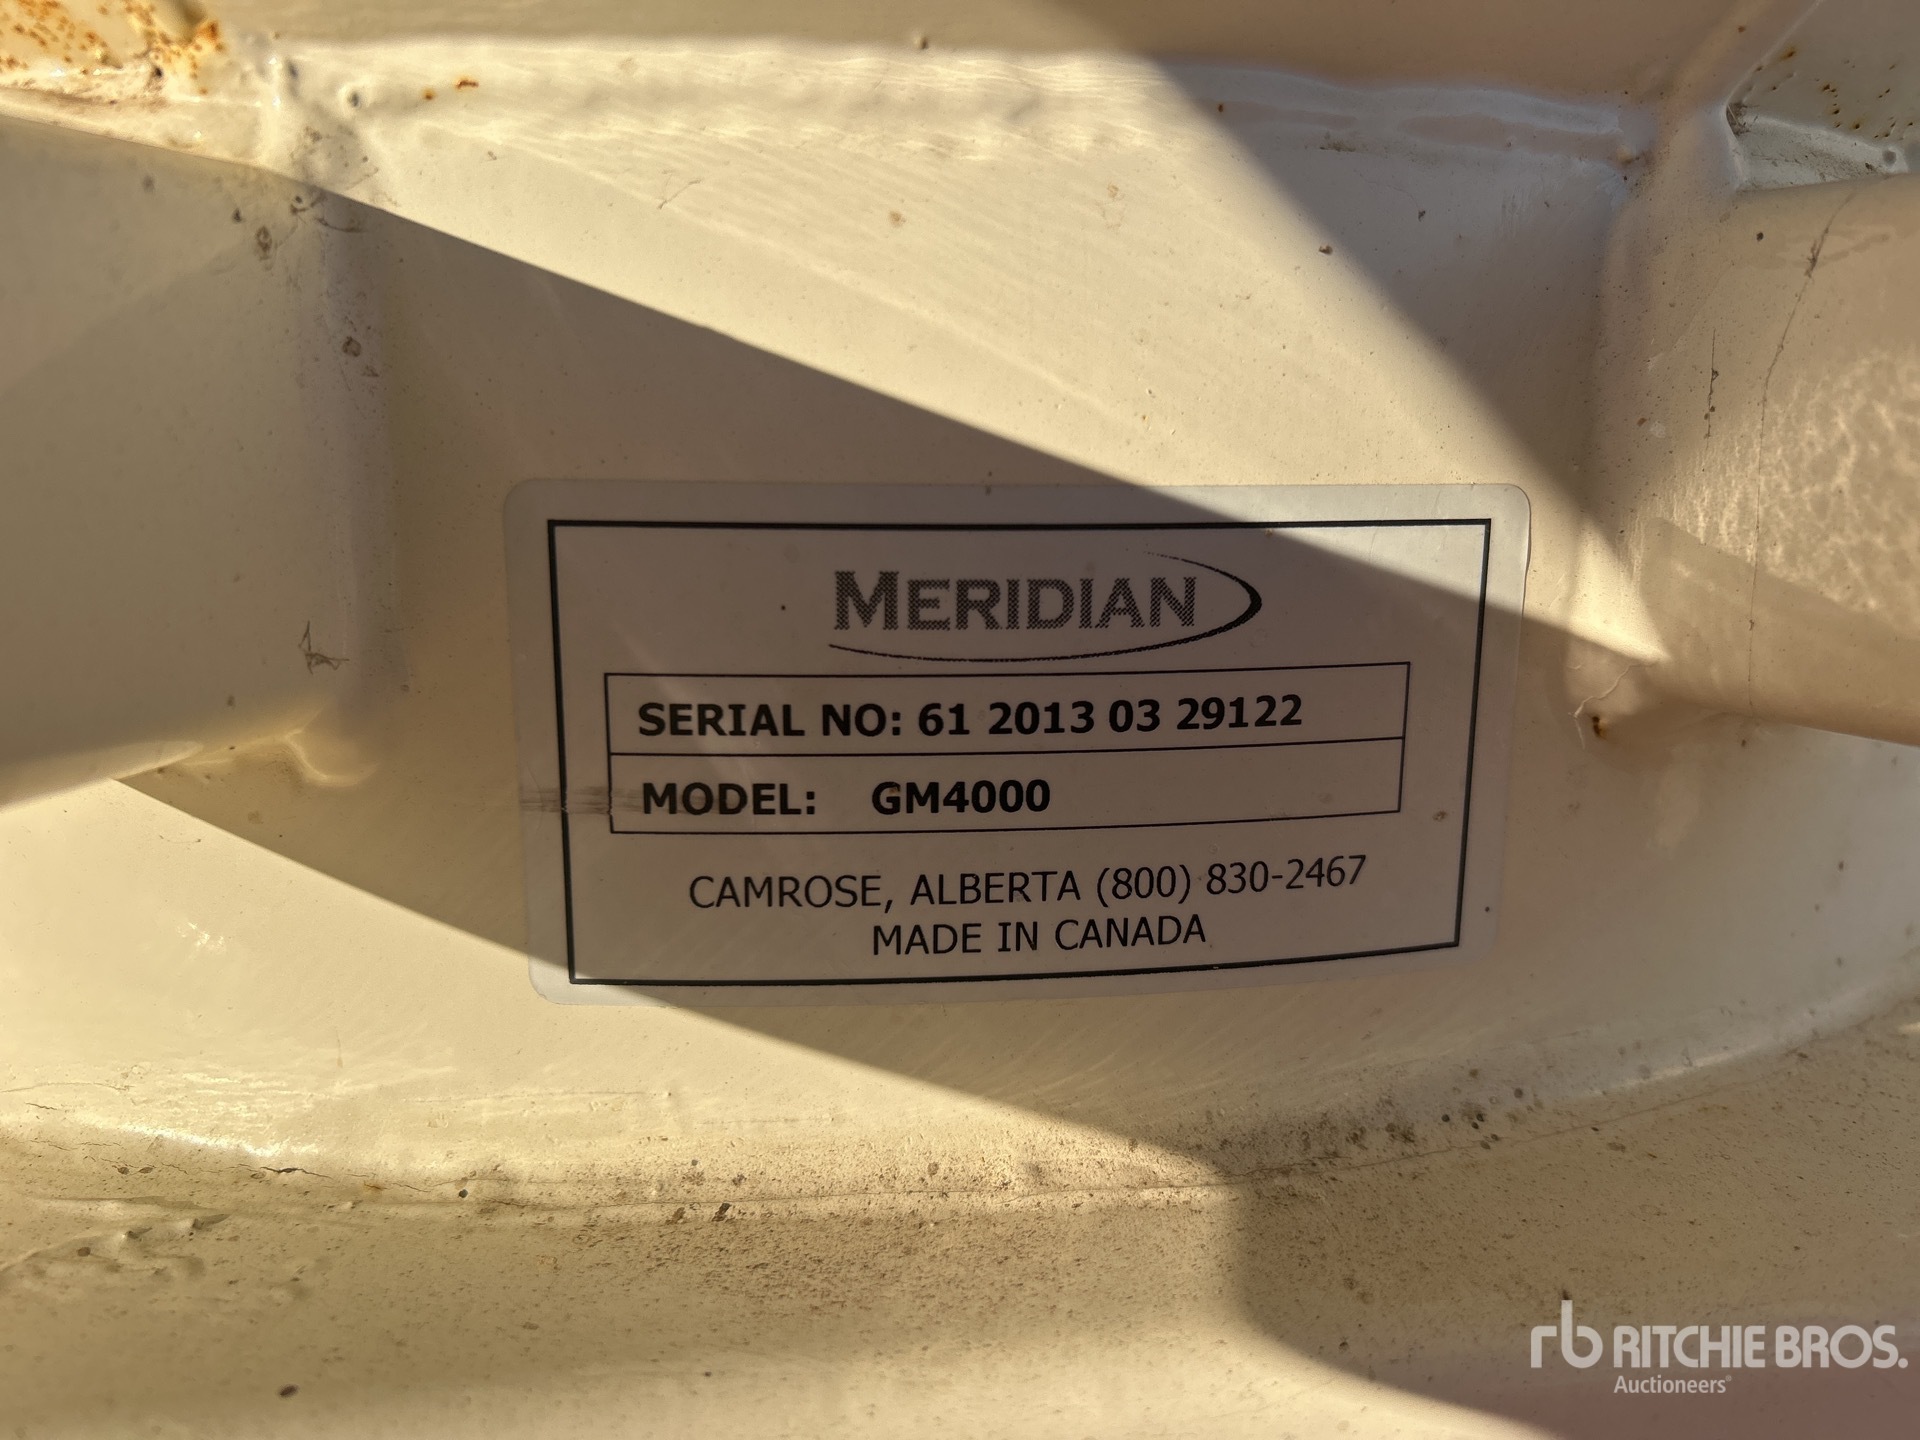 MERIDIAN
SERIAL NO: 61 2013 03 29122
MODEL: GM4000
CAMROSE, ALBERTA (800) 830-2467
MADE IN CANADA
rb RITCHIE BROS.
Auctioneers